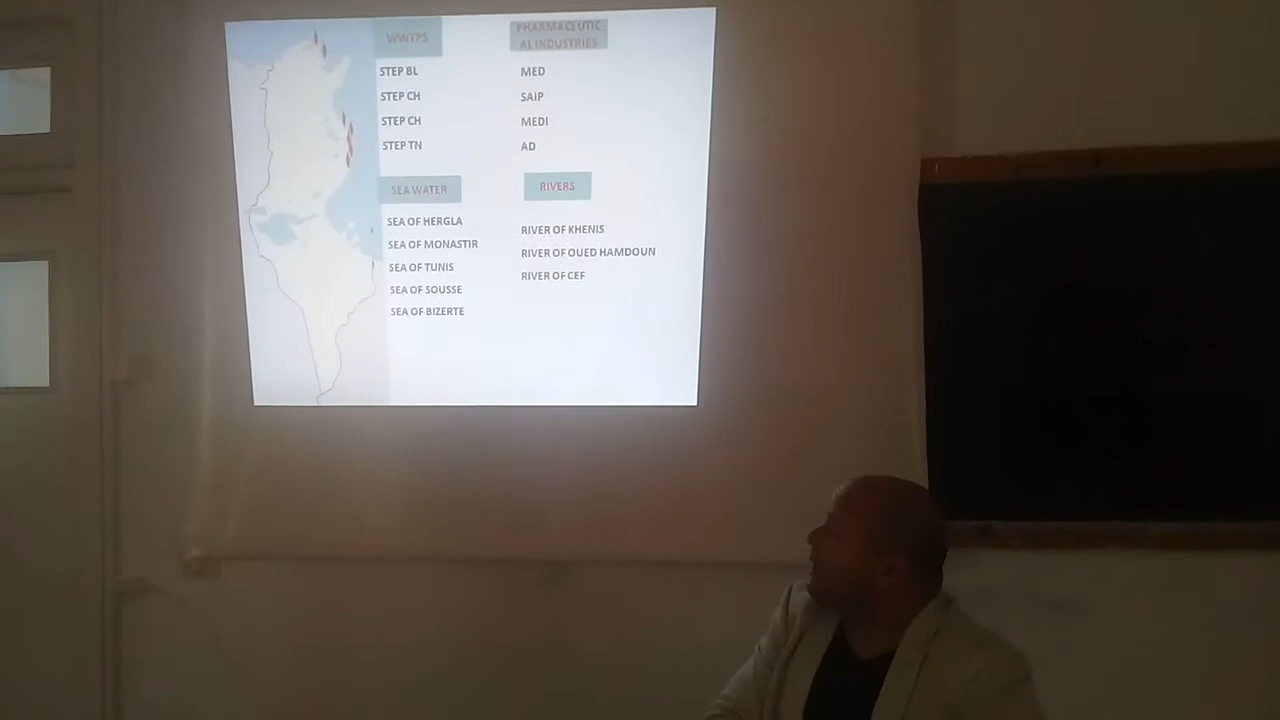 WWTPS
STEP BL
STEP CH
STEP CH
STEP TN
PHARMACEUTIC
AL INDUSTRIES
MED
SAIP
MEDI
AD
SEA WATER
SEA OF HERGLA
SEA OF MONASTIR
SEA OF TUNIS
SEA OF SOUSSE
SEA OF BIZERTE
RIVERS
RIVER OF KHENIS
RIVER OF OUED HAMDOUN
RIVER OF CEF